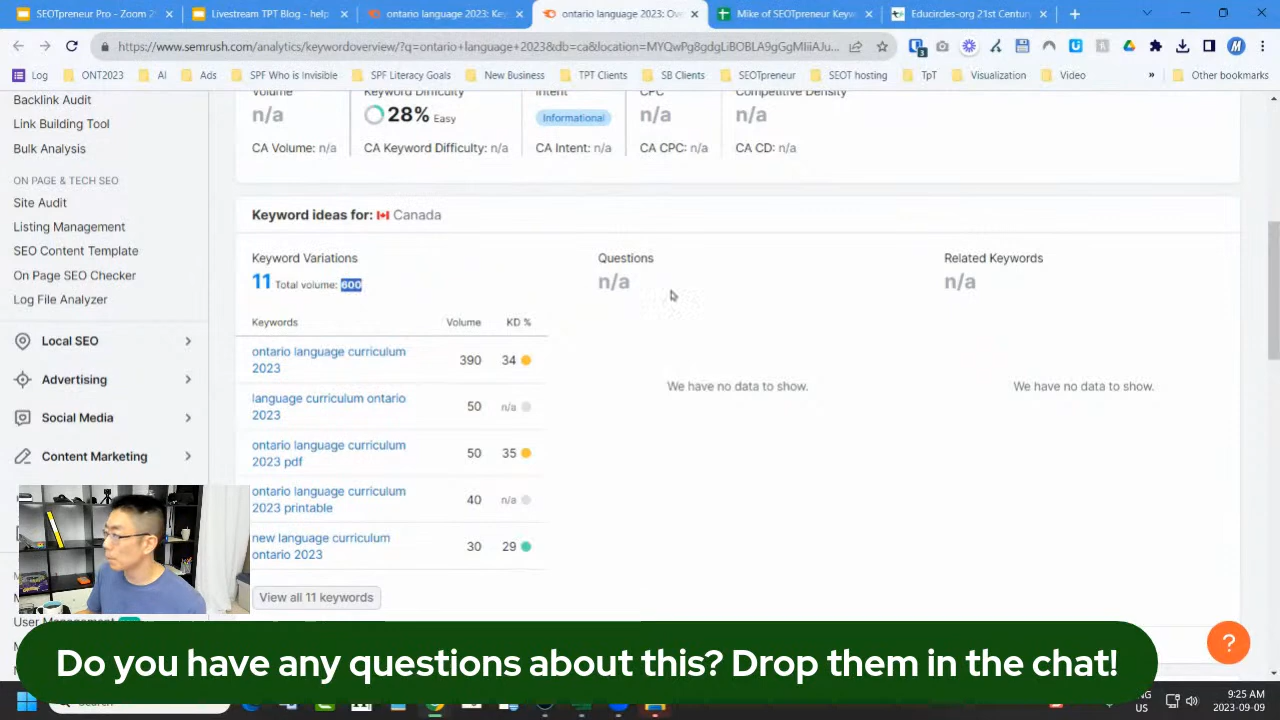 SEOTpreneur Pro - Zoom 2
Livestream TPT Blog - help
ontario language 2023: Key
ontario language 2023: Ov
Mike of SEOTpreneur Keyw
Educircles-org 21st Centur
https://www.semrush.com/analytics/keywordoverview/?q=ontario+language+2023&db=ca&location=MYQwPg8gdgLiBOBLA9gGgMIiiAJu...
Log
ONT2023
AI
Ads
SPF Who is Invisible
SPF Literacy Goals
New Business
TPT Clients
SB Clients
SEOTpreneur
SEOT hosting
TpT
Visualization
Video
»
Other bookmarks
Backlink Audit
Link Building Tool
Bulk Analysis
ON PAGE & TECH SEO
Site Audit
Listing Management
SEO Content Template
On Page SEO Checker
Log File Analyzer
Local SEO
Advertising
Social Media
Content Marketing
User Management
Volume
n/a
CA Volume: n/a
Keyword Difficulty
28% Easy
CA Keyword Difficulty: n/a
Intent
Informational
CA Intent: n/a
CPC
n/a
CA CPC: n/a
Competitive Density
n/a
CA CD: n/a
Keyword ideas for: Canada
Keyword Variations
11 Total volume: 600
Keywords Volume KD %
ontario language curriculum
2023
390 34
language curriculum ontario
2023
50 n/a
ontario language curriculum
2023 pdf
50 35
ontario language curriculum
2023 printable
40 n/a
new language curriculum
ontario 2023
30 29
View all 11 keywords
Questions
n/a
We have no data to show.
Related Keywords
n/a
We have no data to show.
?
Do you have any questions about this? Drop them in the chat!
Search
9:25 AM
2023-09-09